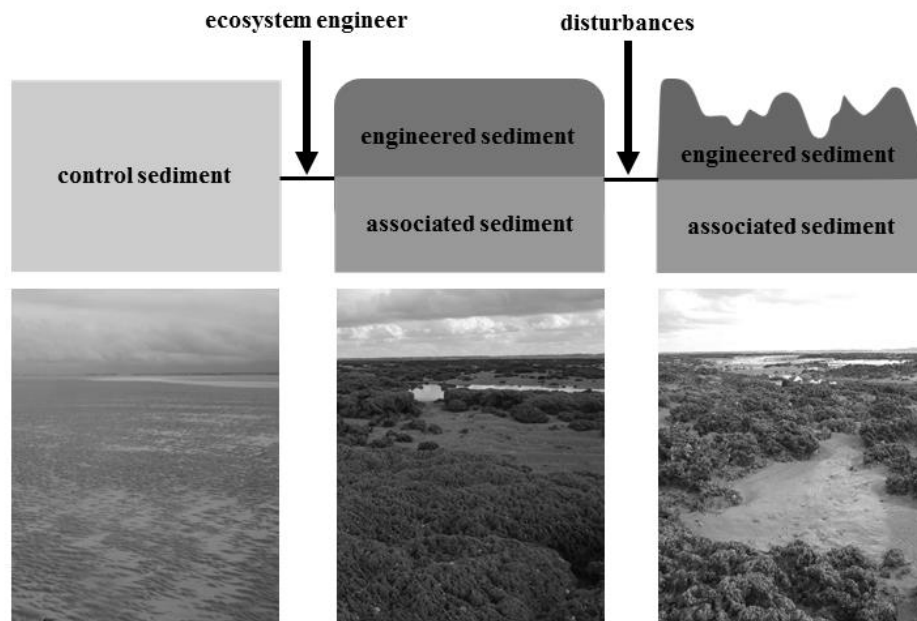 ecosystem engineer
disturbances
control sediment
engineered sediment
associated sediment
engineered sediment
associated sediment